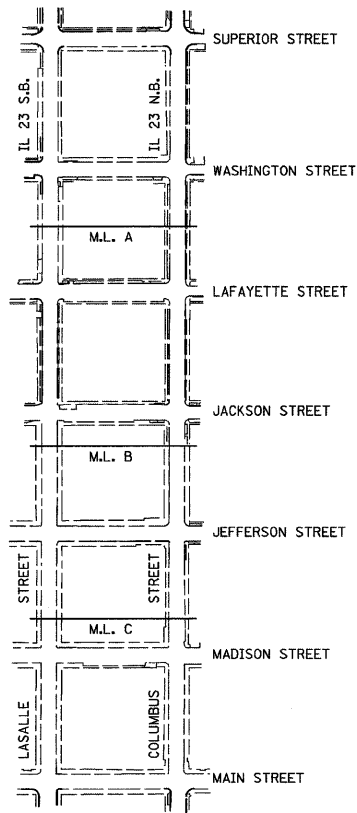 SUPERIOR STREET
IL 23 S.B.
IL 23 N.B.
WASHINGTON STREET
M.L. A
LAFAYETTE STREET
JACKSON STREET
M.L. B
JEFFERSON STREET
STREET
STREET
M.L. C
MADISON STREET
LASALLE
COLUMBUS
MAIN STREET